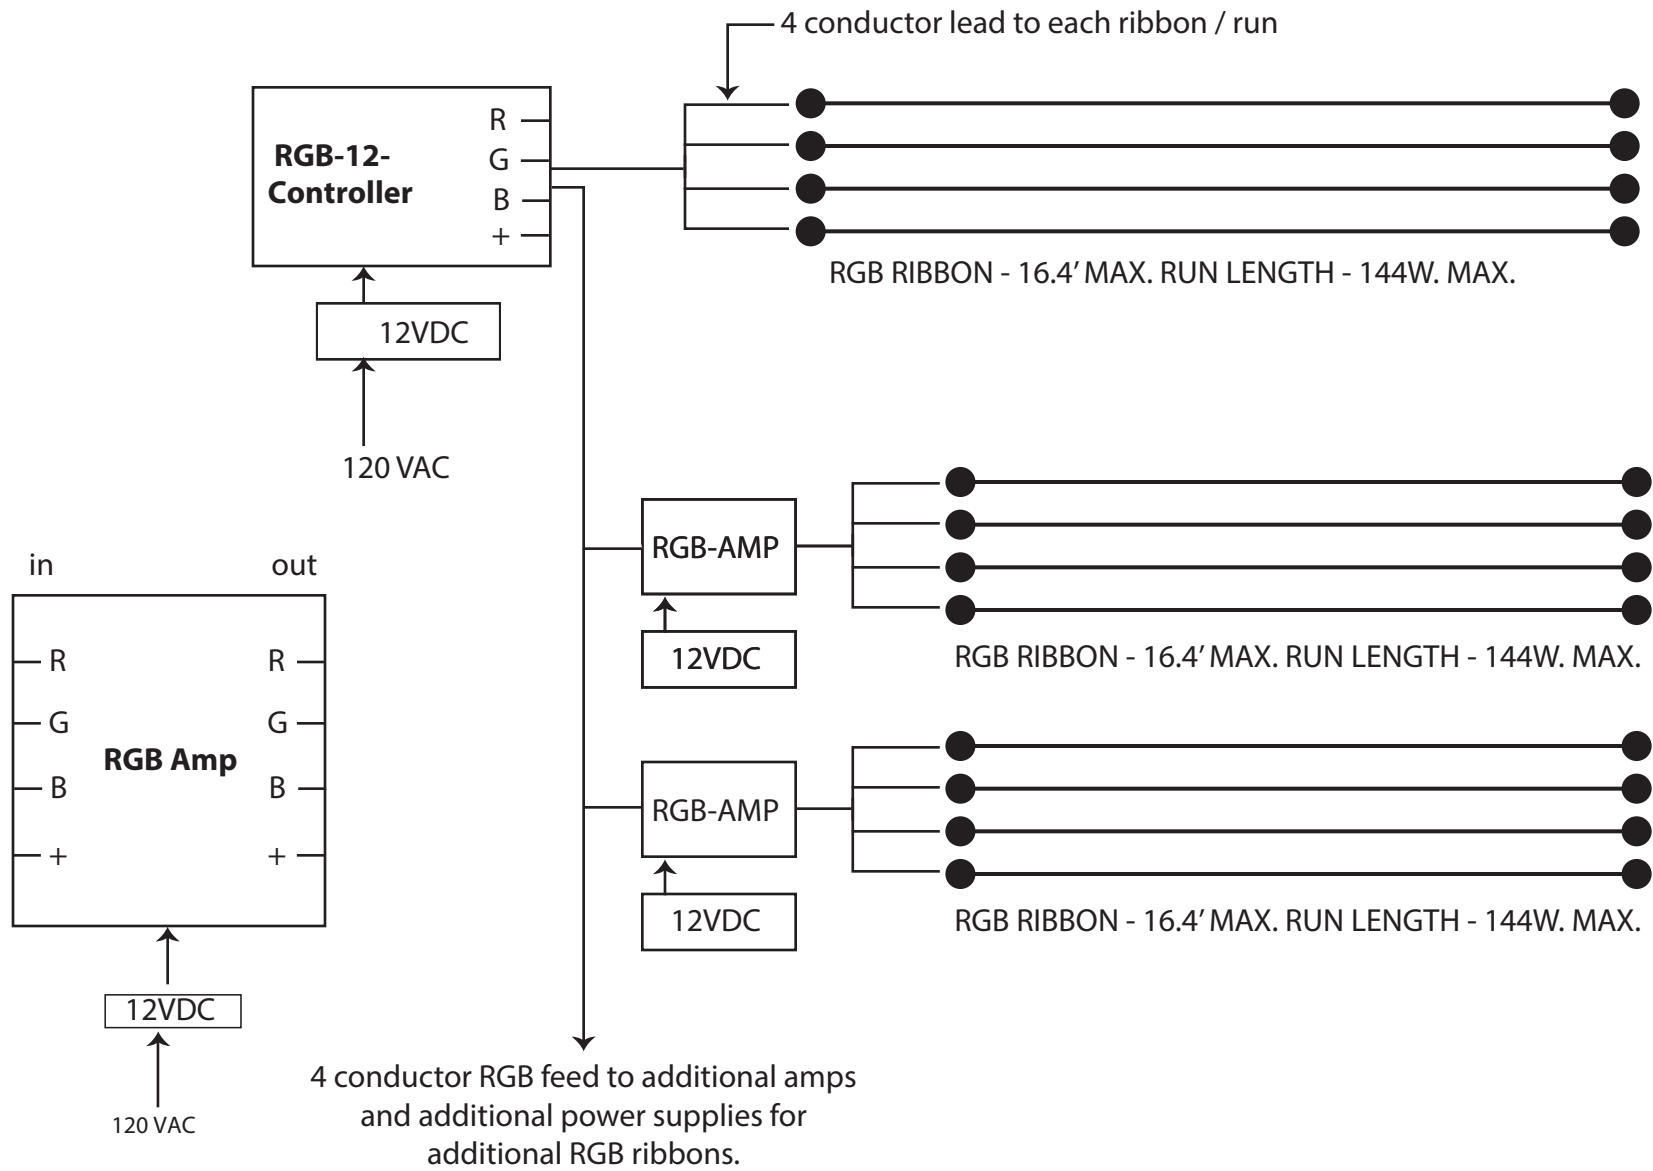 4 conductor lead to each ribbon / run
R
G
B
+
RGB-12-
Controller
RGB RIBBON - 16.4’ MAX. RUN LENGTH - 144W. MAX.
12VDC
120 VAC
RGB-AMP
12VDC
RGB RIBBON - 16.4’ MAX. RUN LENGTH - 144W. MAX.
in
out
R
R
G
G
RGB Amp
B
B
+
+
12VDC
120 VAC
RGB-AMP
12VDC
RGB RIBBON - 16.4’ MAX. RUN LENGTH - 144W. MAX.
4 conductor RGB feed to additional amps
and additional power supplies for
additional RGB ribbons.